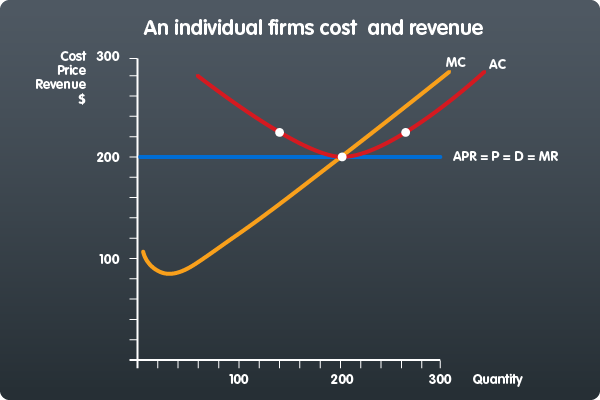 An individual firms cost  and revenue
Cost
Price
Revenue
$
300
200
100
MC
AC
APR = P = D = MR
100
200
300
Quantity